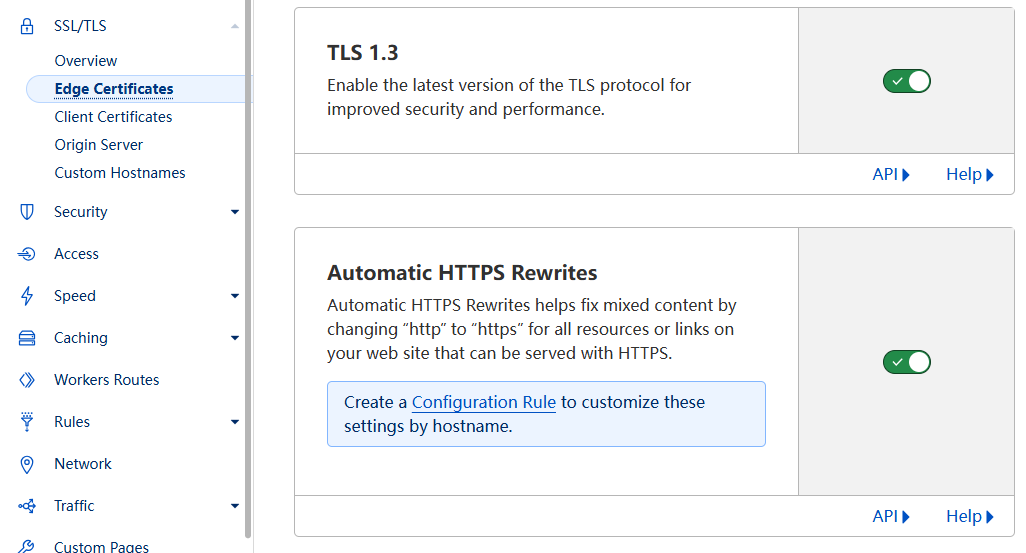 SSL/TLS
Overview
Edge Certificates
Client Certificates
Origin Server
Custom Hostnames
Security
Access
Speed
Caching
Workers Routes
Rules
Network
Traffic
Custom Pages
TLS 1.3
Enable the latest version of the TLS protocol for
improved security and performance.
API
Help
Automatic HTTPS Rewrites
Automatic HTTPS Rewrites helps fix mixed content by
changing “http” to “https” for all resources or links on
your web site that can be served with HTTPS.
Create a Configuration Rule to customize these
settings by hostname.
API
Help